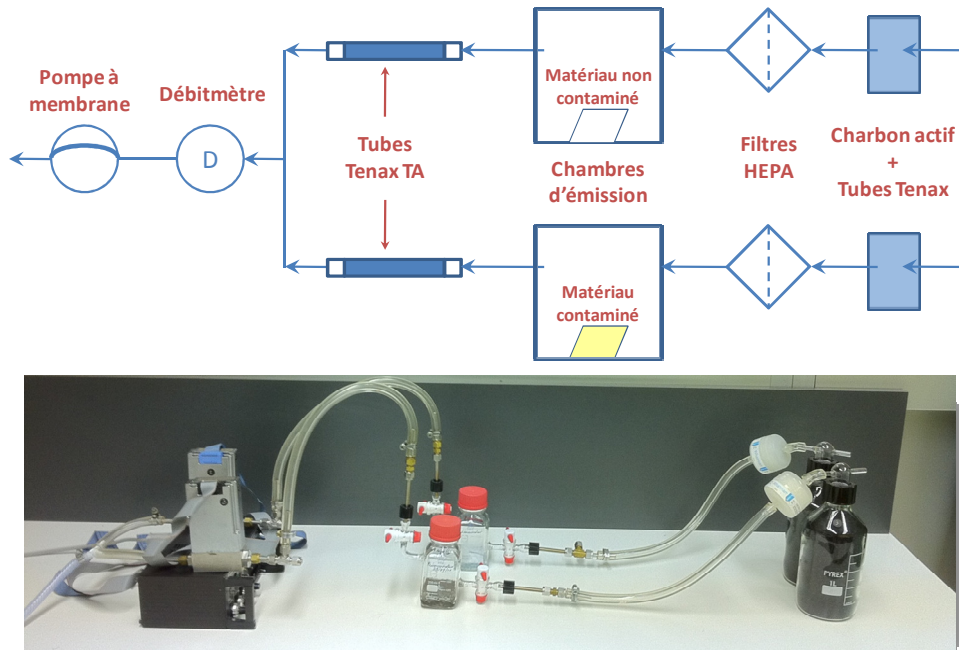 Pompe à
membrane
Débitmètre
D
Tubes
Tenax TA
Matériau non
contaminé
Chambres
d'émission
Filtres
HEPA
Charbon actif
+
Tubes Tenax
Matériau
contaminé
PYREX
1L